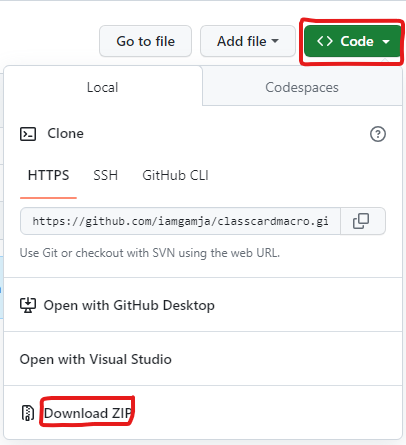 Go to file Add file Code
Local Codespaces
Clone
HTTPS SSH GitHub CLI
https://github.com/iamgamja/classcardmacro.gi
Use Git or checkout with SVN using the web URL.
Open with GitHub Desktop
Open with Visual Studio
Download ZIP